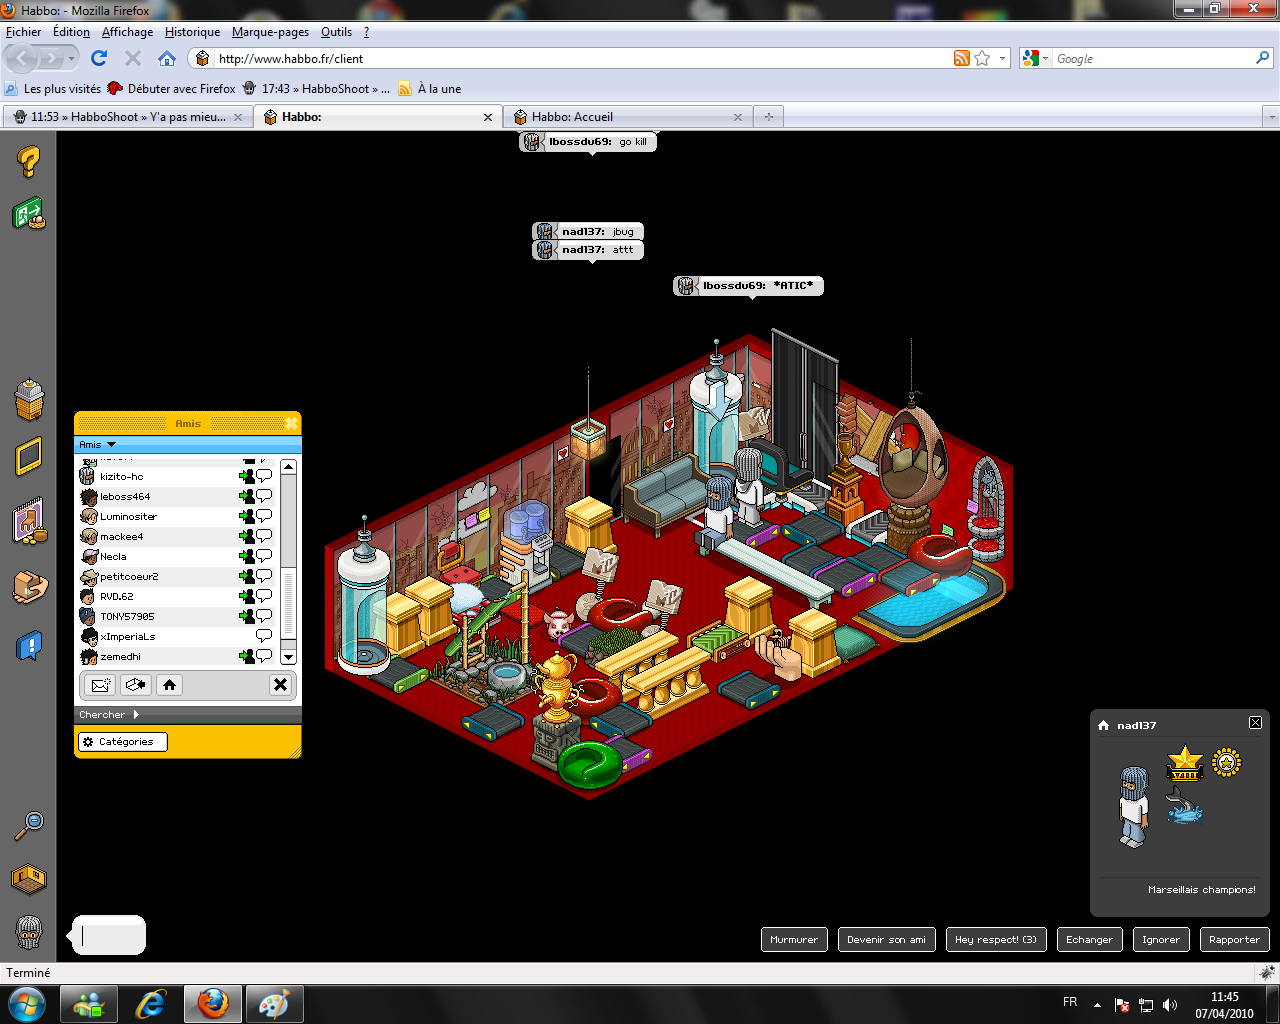 Habbo: - Mozilla Firefox
Fichier Édition Affichage Historique Marque-pages Outils ?
http://www.habbo.fr/client
Google
Les plus visités Débuter avec Firefox 17:43 » HabboShoot » ... À la une
11:53 » HabboShoot » Y'a pas mieu... Habbo: Habbo: Accueil
lbossdu69: go kill
nad137: jbug
nad137: attt
lbossdu69: *ATIC*
MTV
MTV
MTV
Amis
Amis
kizito-hc
leboss464
Luminositer
mackee4
Necla
petitcoeur2
RVD.62
TONY57905
xImperiaLs
zemedhi
Chercher
Catégories
nad137
Marseillais champions!
Murmurer Devenir son ami Hey respect! (3) Echanger Ignorer Rapporter
Terminé
FR
11:45
07/04/2010